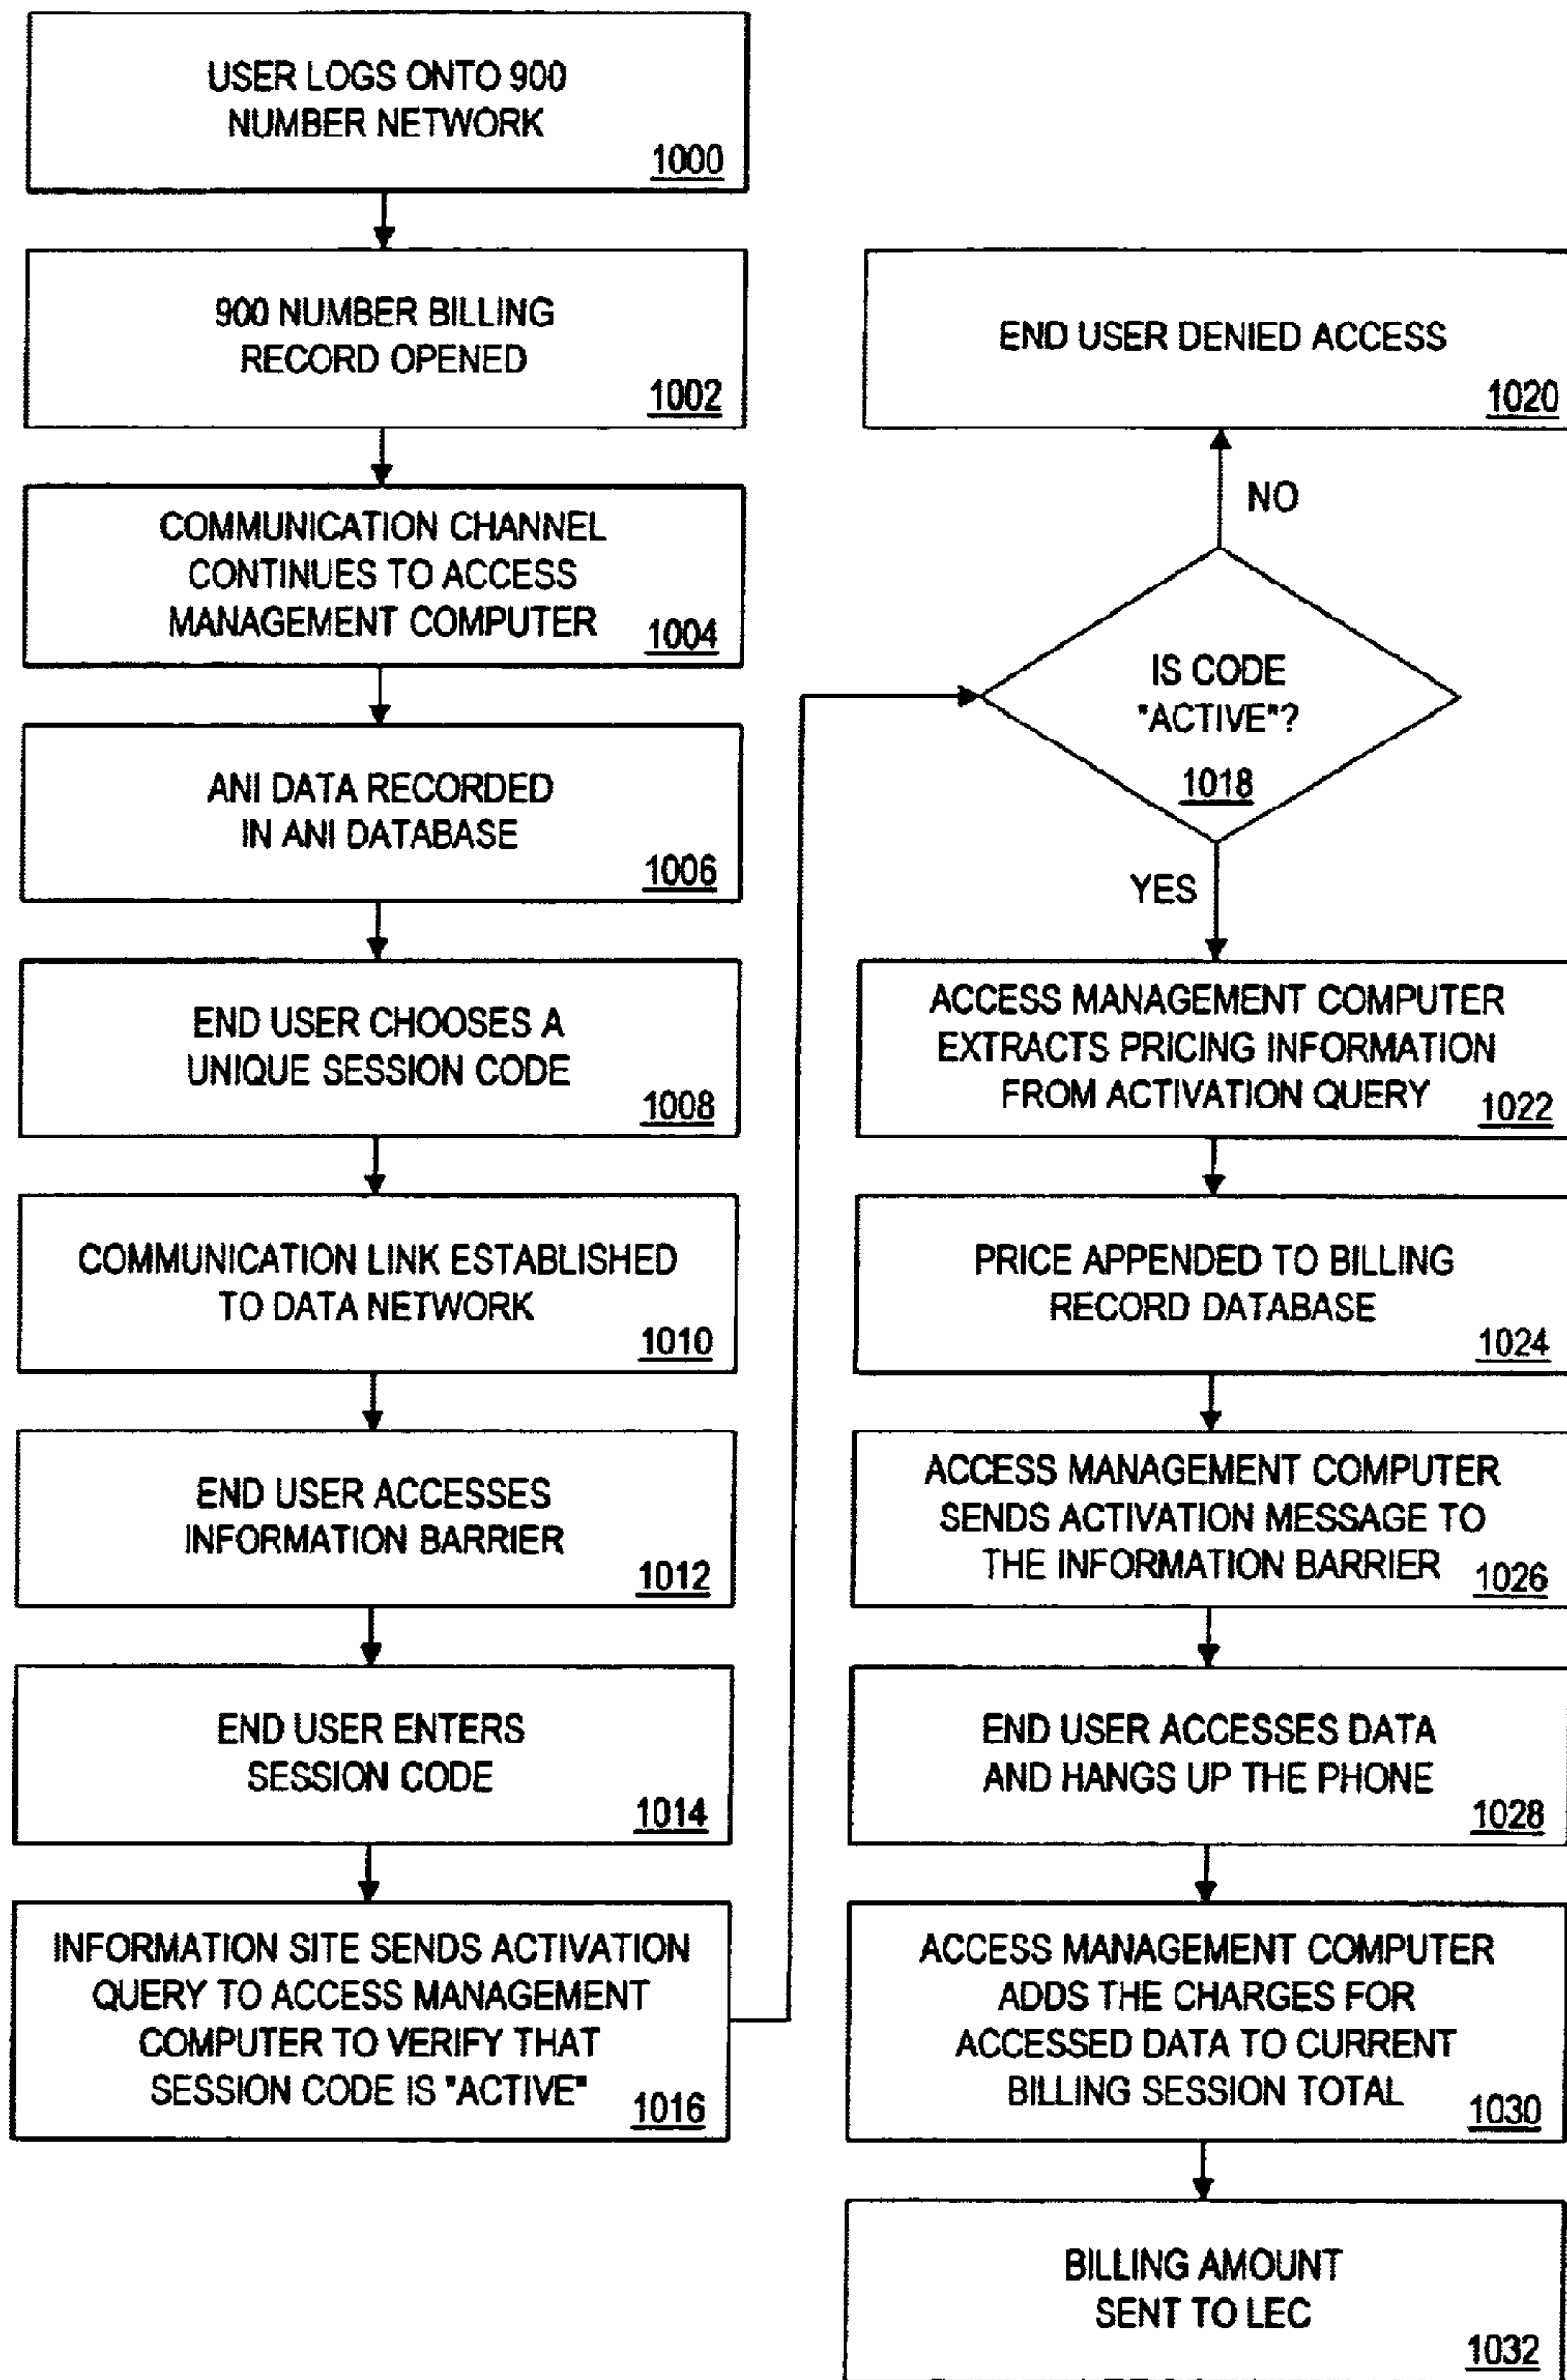 USER LOGS ONTO 900
NUMBER NETWORK
1000
900 NUMBER BILLING
RECORD OPENED
1002
COMMUNICATION CHANNEL
CONTINUES TO ACCESS
MANAGEMENT COMPUTER
1004
ANI DATA RECORDED
IN ANI DATABASE
1006
END USER CHOOSES A
UNIQUE SESSION CODE
1008
COMMUNICATION LINK ESTABLISHED
TO DATA NETWORK
1010
END USER ACCESSES
INFORMATION BARRIER
1012
END USER ENTERS
SESSION CODE
1014
INFORMATION SITE SENDS ACTIVATION
QUERY TO ACCESS MANAGEMENT
COMPUTER TO VERIFY THAT
SESSION CODE IS "ACTIVE"
1016
END USER DENIED ACCESS
1020
NO
IS CODE
"ACTIVE"?
1018
YES
ACCESS MANAGEMENT COMPUTER
EXTRACTS PRICING INFORMATION
FROM ACTIVATION QUERY
1022
PRICE APPENDED TO BILLING
RECORD DATABASE
1024
ACCESS MANAGEMENT COMPUTER
SENDS ACTIVATION MESSAGE TO
THE INFORMATION BARRIER
1026
END USER ACCESSES DATA
AND HANGS UP THE PHONE
1028
ACCESS MANAGEMENT COMPUTER
ADDS THE CHARGES FOR
ACCESSED DATA TO CURRENT
BILLING SESSION TOTAL
1030
BILLING AMOUNT
SENT TO LEC
1032